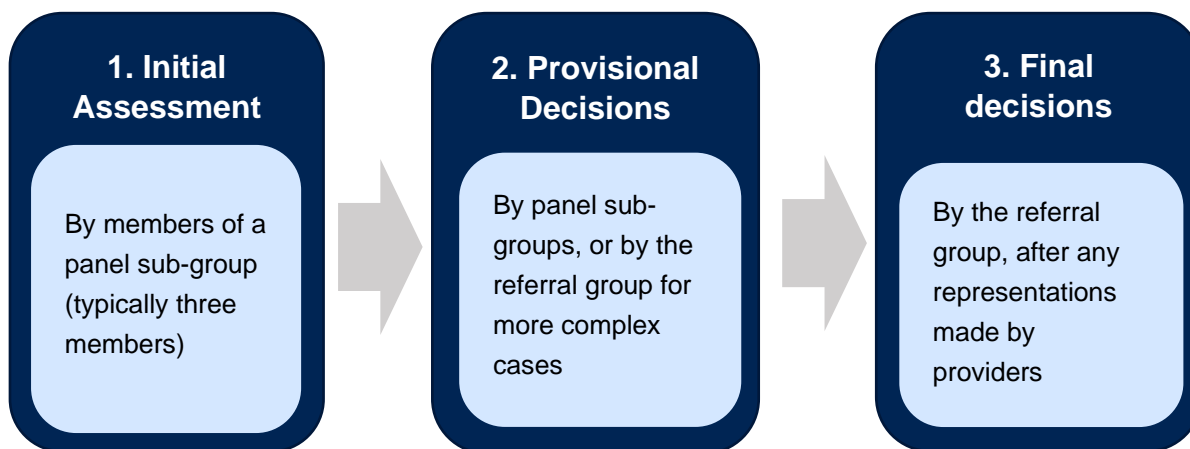 1. Initial
Assessment
By members of a
panel sub-group
(typically three
members)
2. Provisional
Decisions
By panel sub-
groups, or by the
referral group for
more complex
cases
3. Final
decisions
By the referral
group, after any
representations
made by
providers